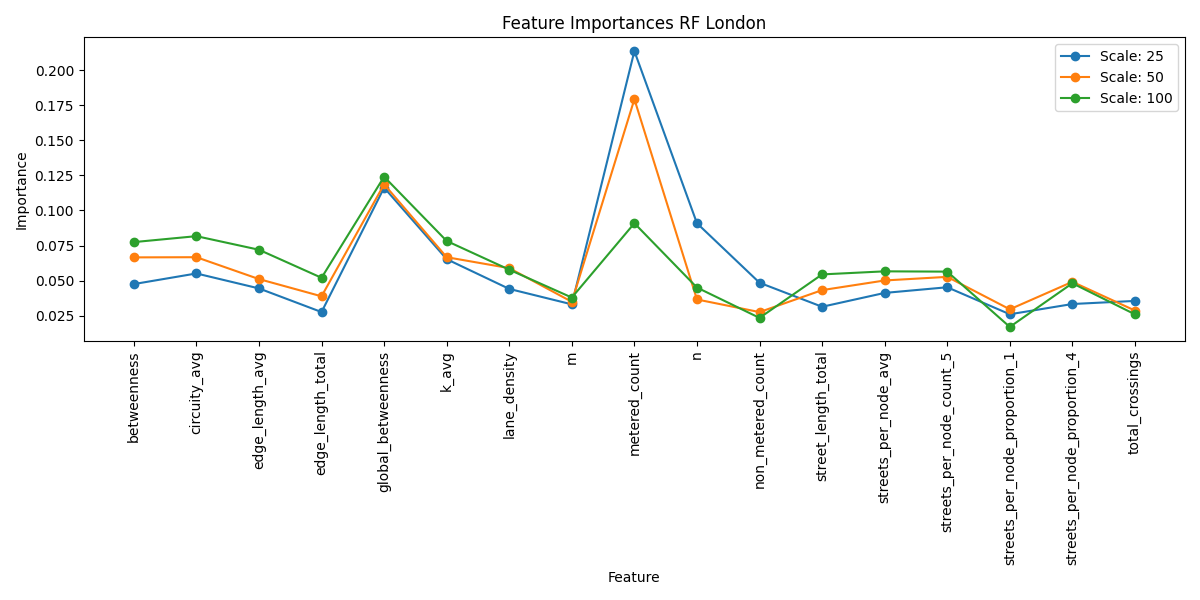 Feature Importances RF London
Importance
0.200
0.175
0.150
0.125
0.100
0.075
0.050
0.025
Scale: 25
Scale: 50
Scale: 100
betweenness
circuity_avg
edge_length_avg
edge_length_total
global_betweenness
k_avg
lane_density
m
metered_count
n
non_metered_count
street_length_total
streets_per_node_avg
streets_per_node_count_5
streets_per_node_proportion_1
streets_per_node_proportion_4
total_crossings
Feature